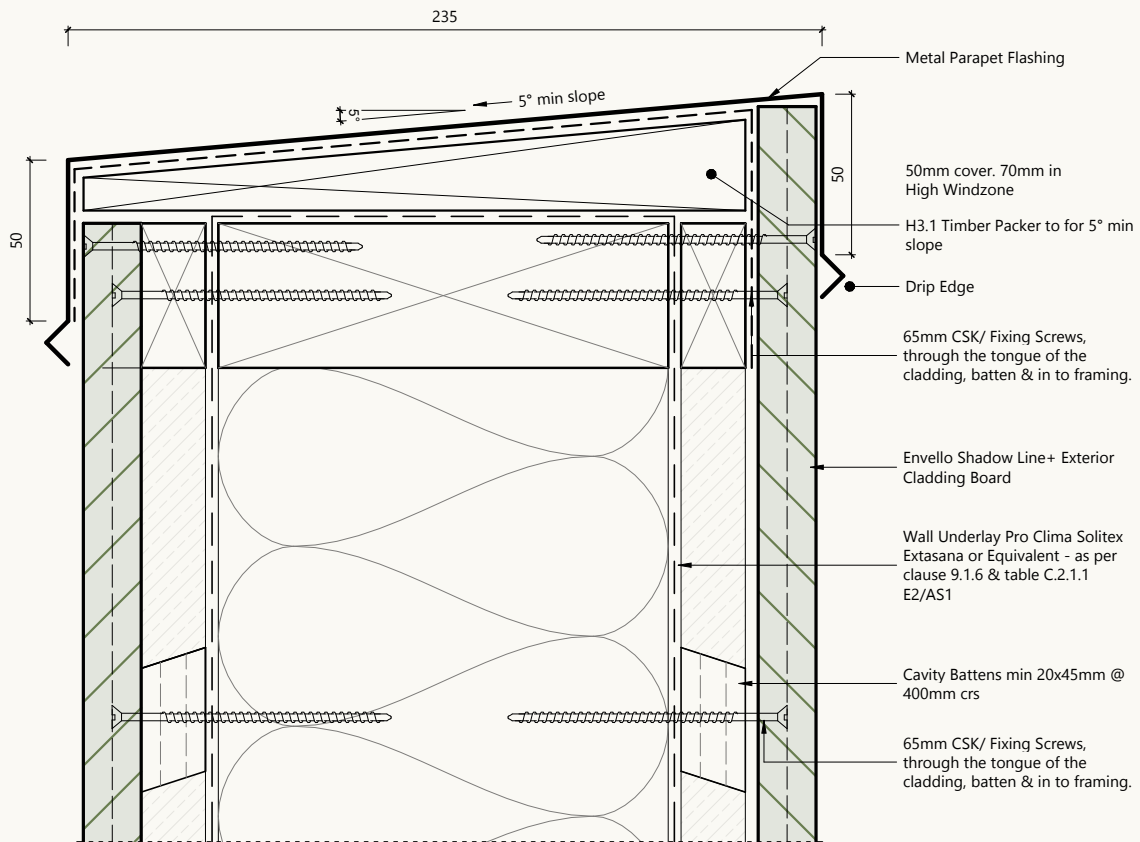 235
Metal Parapet Flashing
5° min slope
5°
50
50
50mm cover. 70mm in
High Windzone
H3.1 Timber Packer to for 5° min
slope
Drip Edge
65mm CSK/ Fixing Screws,
through the tongue of the
cladding, batten & in to framing.
Envello Shadow Line+ Exterior
Cladding Board
Wall Underlay Pro Clima Solitex
Extasana or Equivalent - as per
clause 9.1.6 & table C.2.1.1
E2/AS1
Cavity Battens min 20x45mm @
400mm crs
65mm CSK/ Fixing Screws,
through the tongue of the
cladding, batten & in to framing.